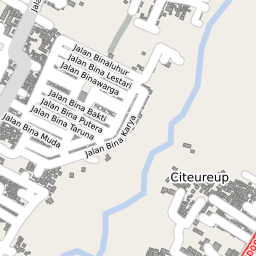 Jalan
Jalan Binaluhur
Jalan Bina Lestari
Jalan Binawarga
Jalan Bina Bakti
Jalan Bina Putera
Jalan Bina Taruna
Jalan Bina Muda
Jalan Bina Karya
Citeureup